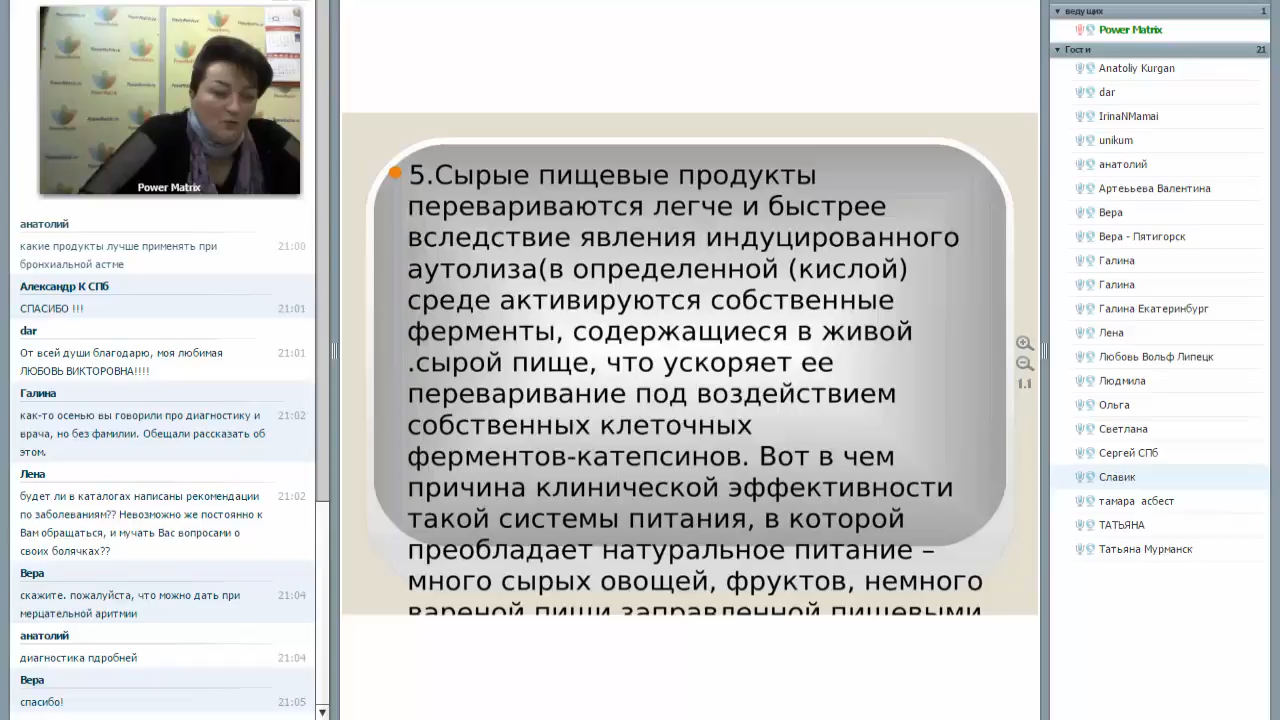 Power Matrix
анатолий
какие продукты лучше применять при 21:00
бронхиальной астме
Александр К СПб
СПАСИБО !!! 21:01
dar
От всей души благодарю, моя любимая 21:01
ЛЮБОВЬ ВИКТОРОВНА!!!!
Галина
как-то осенью вы говорили про диагностику и 21:02
врача, но без фамилии. Обещали рассказать об
этом.
Лена
будет ли в каталогах написаны рекомендации 21:02
по заболеваниям?? Невозможно же постоянно к
Вам обращаться, и мучать Вас вопросами о
своих болячках??
Вера
скажите. пожалуйста, что можно дать при 21:04
мерцательной аритмии
анатолий
диагностика пдробней 21:04
Вера
спасибо! 21:05
5.Сырые пищевые продукты
перевариваются легче и быстрее
вследствие явления индуцированного
аутолиза(в определенной (кислой)
среде активируются собственные
ферменты, содержащиеся в живой
.сырой пище, что ускоряет ее
переваривание под воздействием
собственных клеточных
ферментов-катепсинов. Вот в чем
причина клинической эффективности
такой системы питания, в которой
преобладает натуральное питание –
много сырых овощей, фруктов, немного
вареной пищи заправленной пищевыми
1.1
ведущих 1
Power Matrix
Гости 21
Anatoliy Kurgan
dar
IrinaNMamai
unikum
анатолий
Артеььева Валентина
Вера
Вера - Пятигорск
Галина
Галина
Галина Екатеринбург
Лена
Любовь Вольф Липецк
Людмила
Ольга
Светлана
Сергей СПб
Славик
тамара асбест
ТАТЬЯНА
Татьяна Мурманск